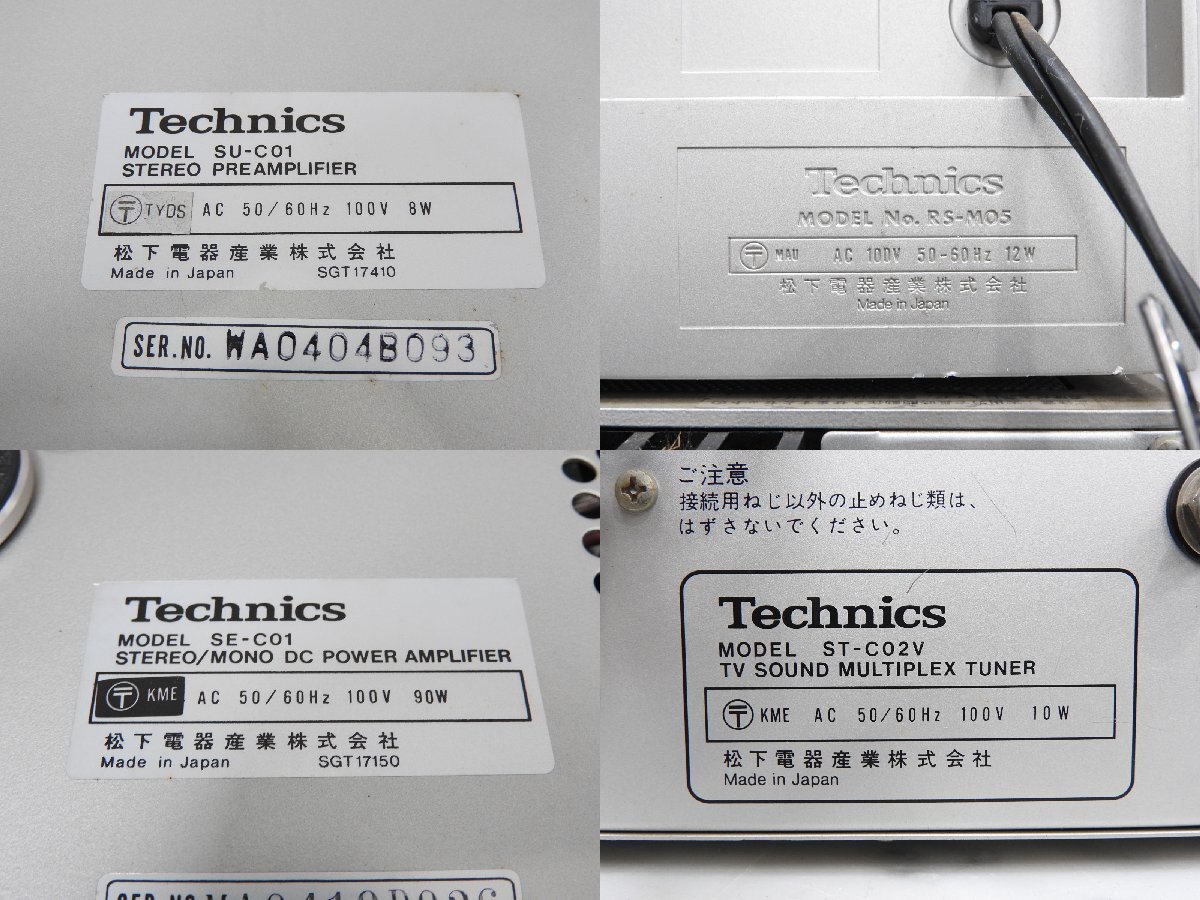 Technics
MODEL SU-C01
STEREO PREAMPLIFIER
〒 TYDS AC 50/60Hz 100V 8W
松下電器産業株式会社
Made in Japan SGT17410
SER.NO. WA0404B093
Technics
MODEL No. RS-M05
〒 MAU AC 100V 50-60Hz 12W
松下電器産業株式会社
Made in Japan
Technics
MODEL SE-C01
STEREO/MONO DC POWER AMPLIFIER
〒 KME AC 50/60Hz 100V 90W
松下電器産業株式会社
Made in Japan SGT17150
SER.NO.
ご注意
接続用ねじ以外の止めねじ類は、
はずさないでください。
Technics
MODEL ST-C02V
TV SOUND MULTIPLEX TUNER
〒 KME AC 50/60Hz 100V 10W
松下電器産業株式会社
Made in Japan